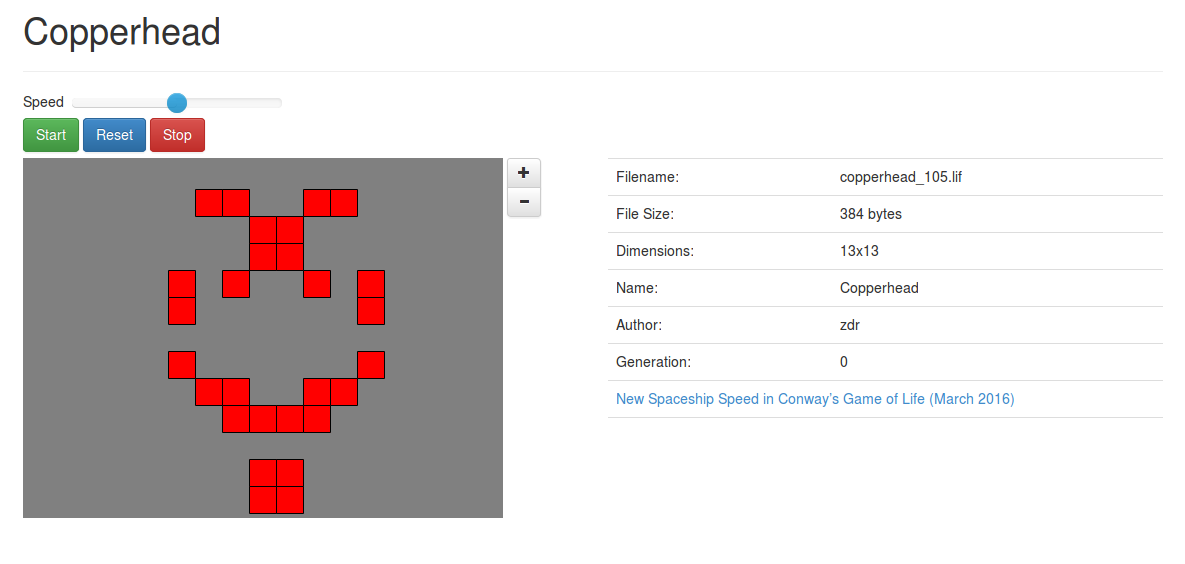 Copperhead
Speed
Start Reset Stop
+
-
Filename: copperhead_105.lif
File Size: 384 bytes
Dimensions: 13x13
Name: Copperhead
Author: zdr
Generation: 0
New Spaceship Speed in Conway’s Game of Life (March 2016)